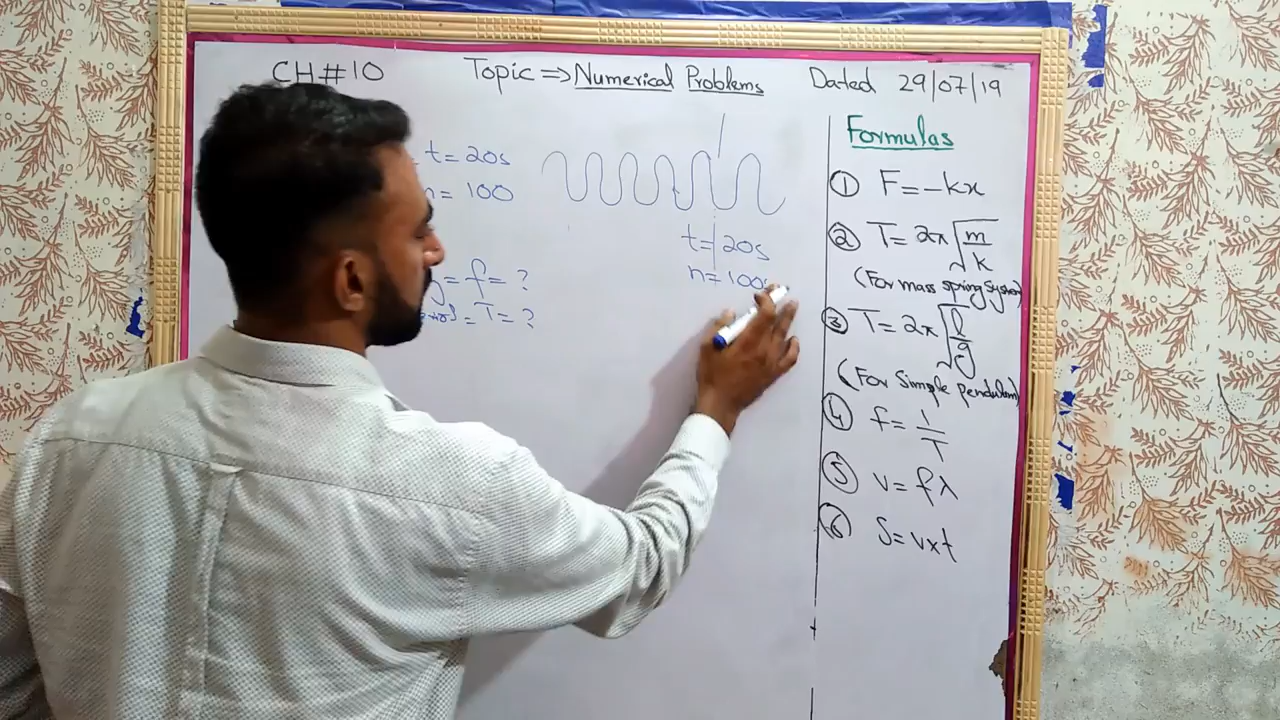 CH#10 Topic ⇒ Numerical Problems Dated 29/07/19
t=20s
n = 100
= f = ?
= T = ?
t= 20s
n= 100
Formulas
① F = -kx
② T = 2π√(m/k)
(For mass spring System)
③ T = 2π√(l/g)
(For Simple pendulum)
④ f = 1/T
⑤ v = fλ
⑥ S = v×t